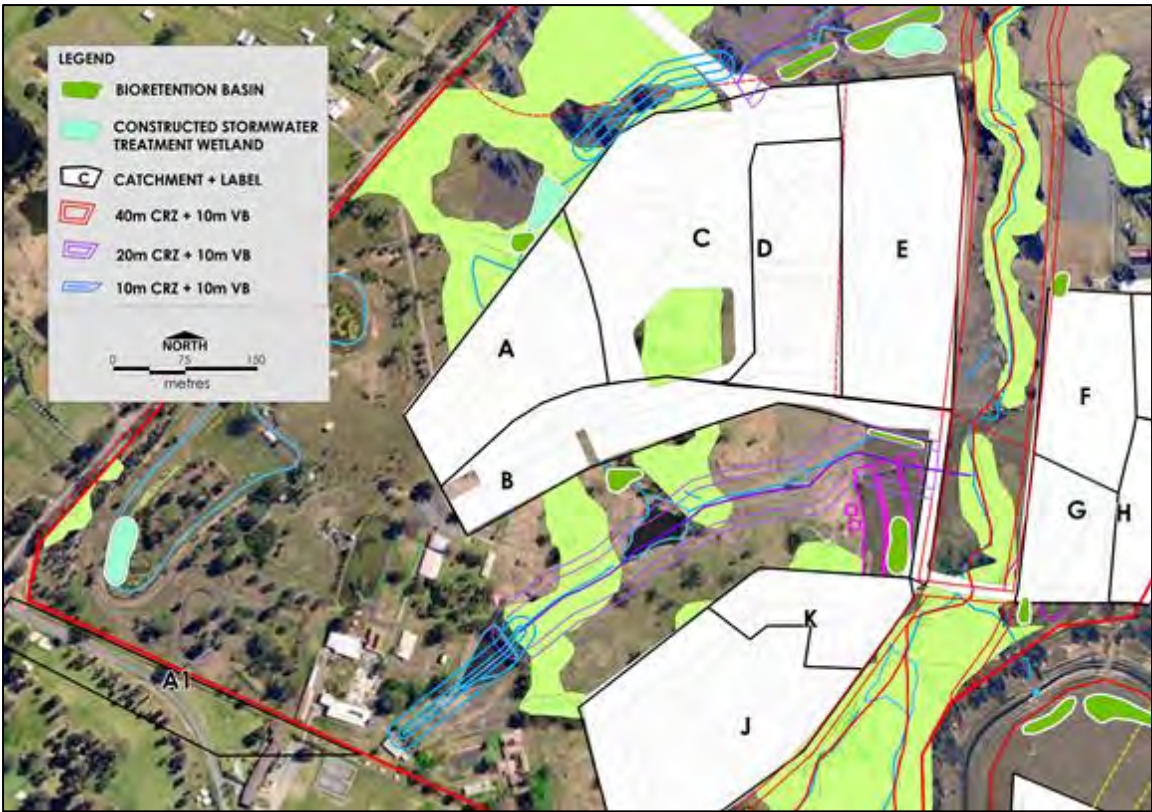 LEGEND
BIORETENTION BASIN
CONSTRUCTED STORMWATER
TREATMENT WETLAND
C CATCHMENT + LABEL
40m CRZ + 10m VB
20m CRZ + 10m VB
10m CRZ + 10m VB
NORTH
0 75 150
metres
C
D
E
A
F
B
G
H
K
A1
J